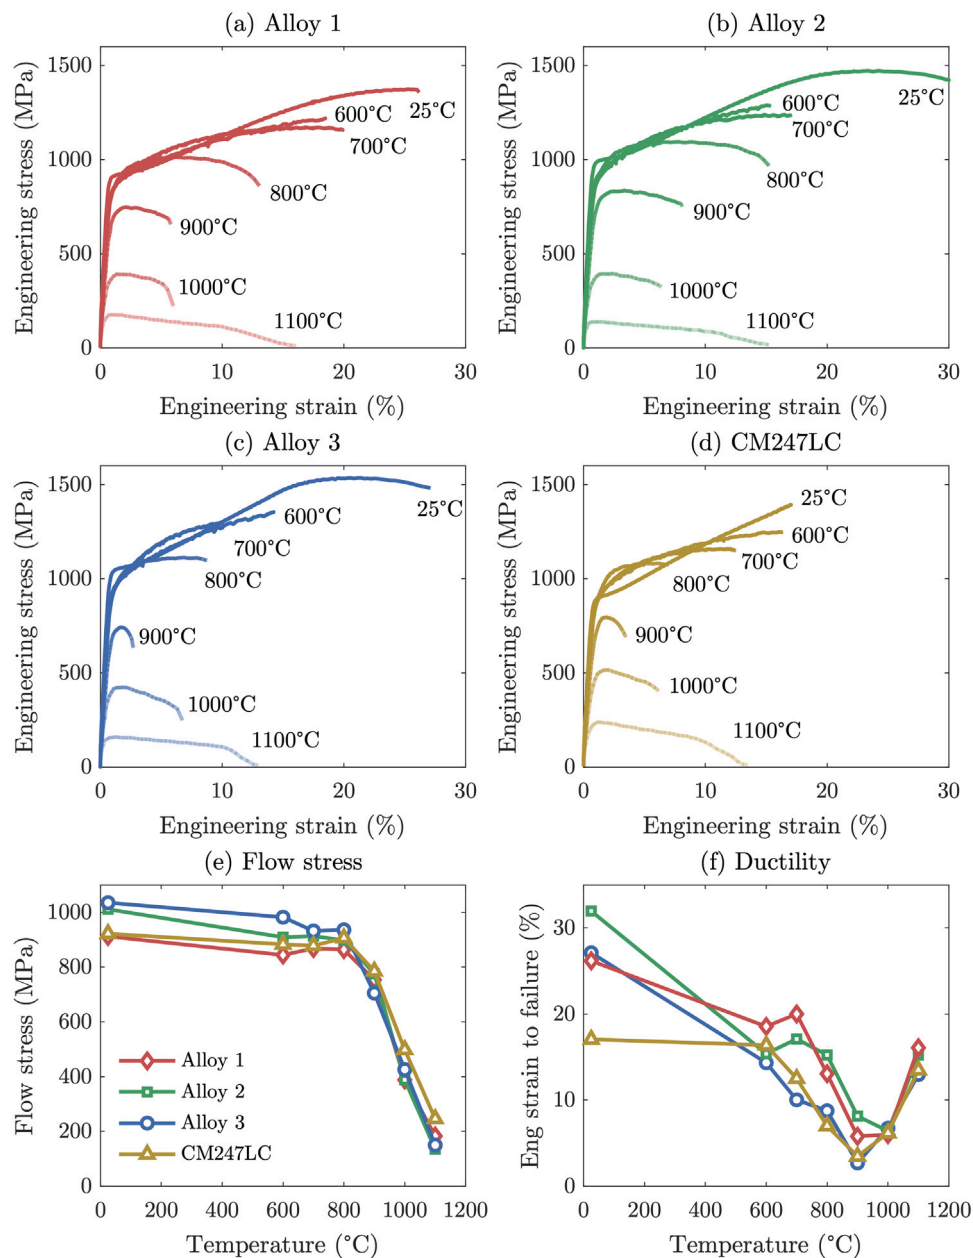 (a) Alloy 1
Engineering stress (MPa)
1500
1000
500
0
25°C
600°C
700°C
800°C
900°C
1000°C
1100°C
0 10 20 30
Engineering strain (%)
(b) Alloy 2
Engineering stress (MPa)
1500
1000
500
0
600°C
25°C
700°C
800°C
900°C
1000°C
1100°C
0 10 20 30
Engineering strain (%)
(c) Alloy 3
Engineering stress (MPa)
1500
1000
500
0
600°C
25°C
700°C
800°C
900°C
1000°C
1100°C
0 10 20 30
Engineering strain (%)
(d) CM247LC
Engineering stress (MPa)
1500
1000
500
0
25°C
600°C
700°C
800°C
900°C
1000°C
1100°C
0 10 20 30
Engineering strain (%)
(e) Flow stress
Flow stress (MPa)
1000
800
600
400
200
0
Alloy 1
Alloy 2
Alloy 3
CM247LC
0 200 400 600 800 1000 1200
Temperature (°C)
(f) Ductility
Eng strain to failure (%)
30
20
10
0
0 200 400 600 800 1000 1200
Temperature (°C)